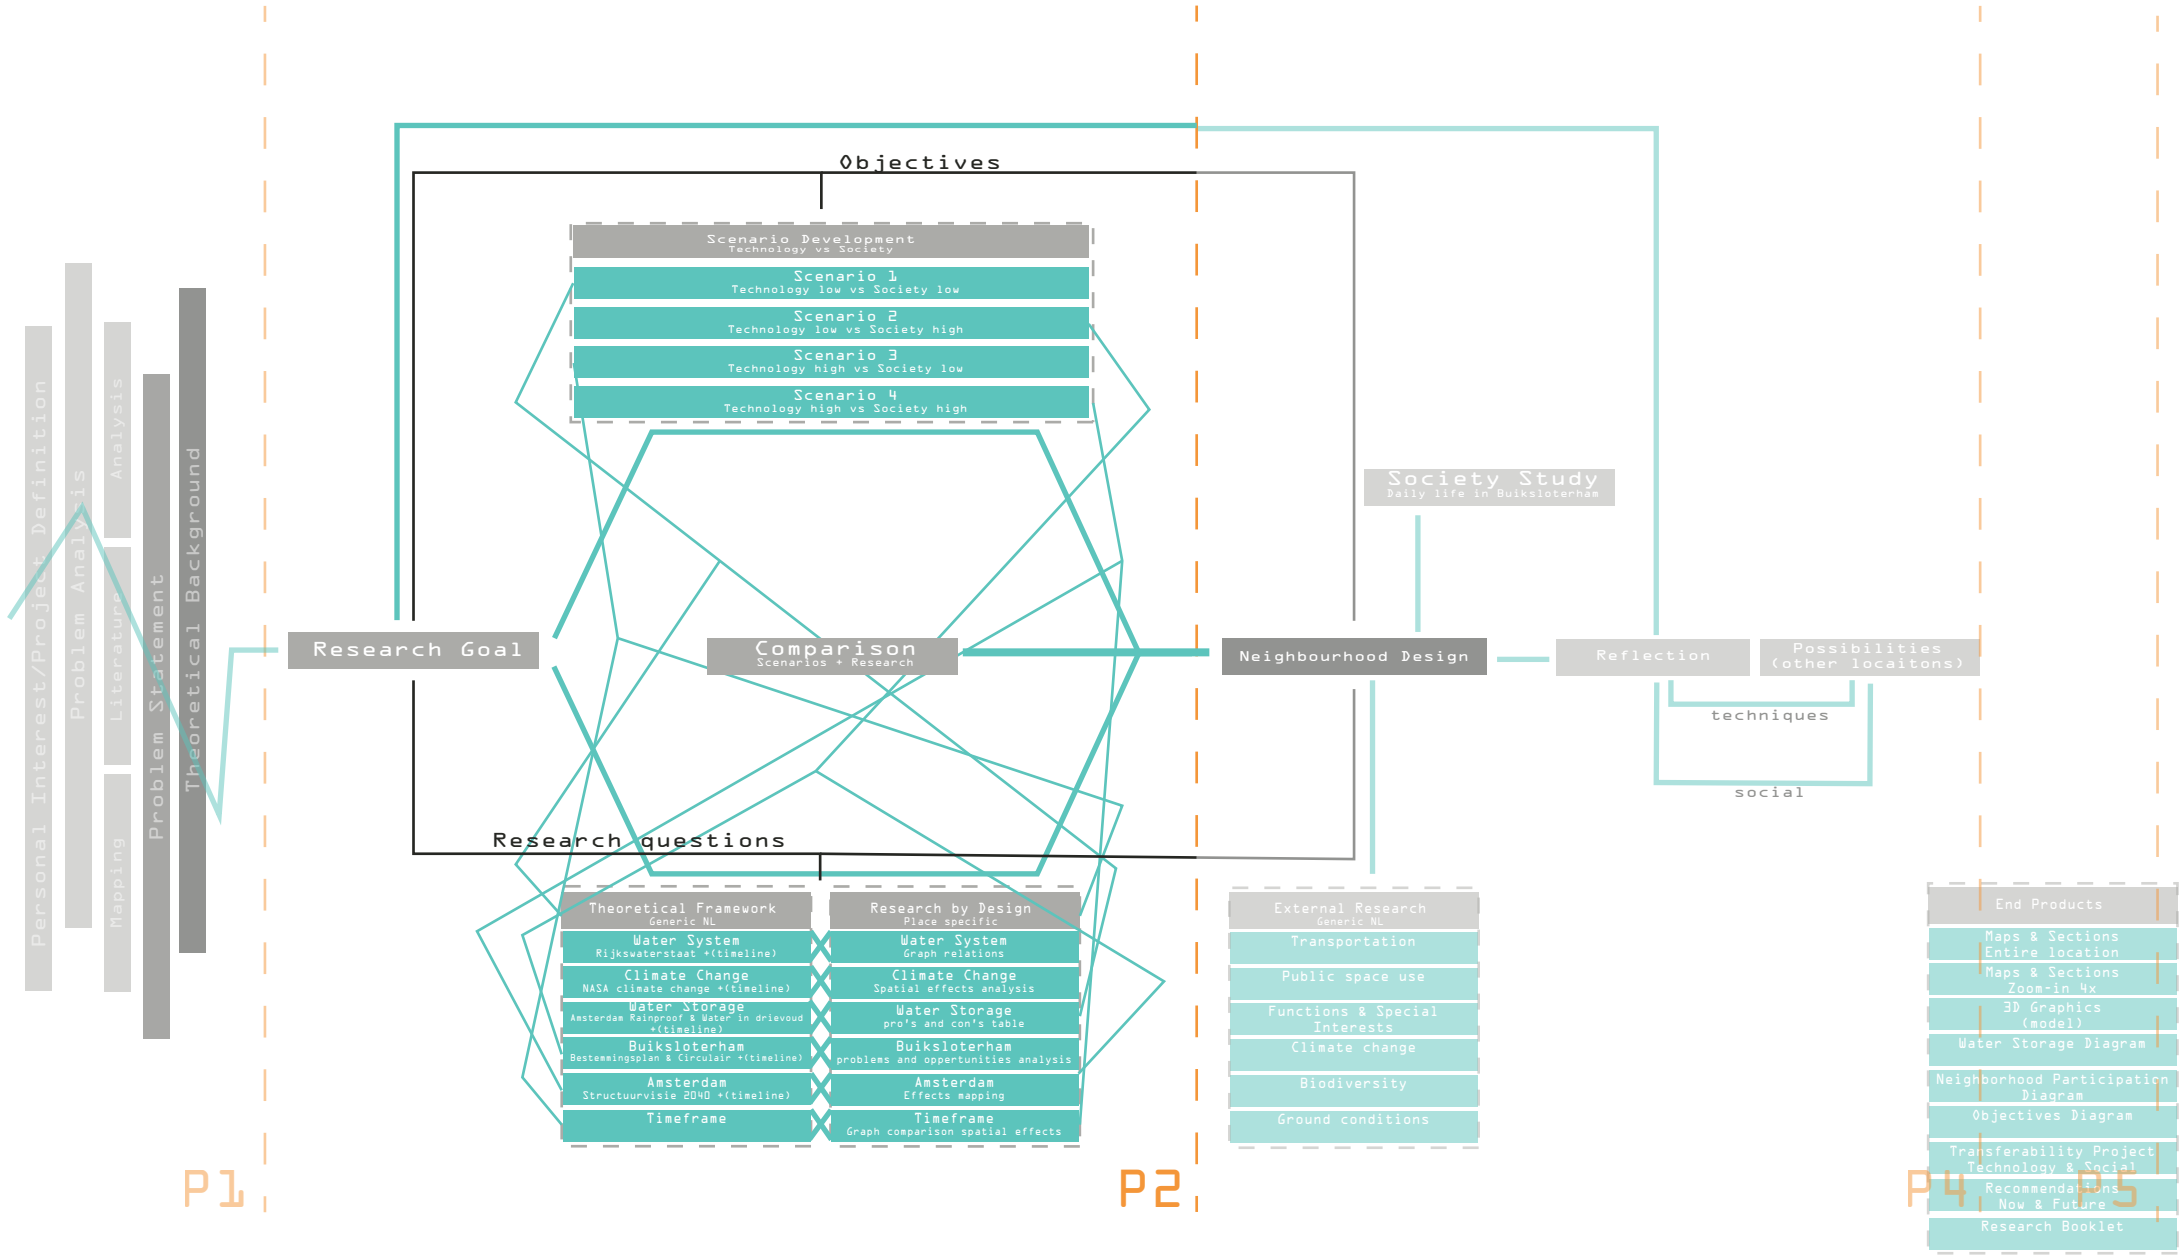 Personal Interest/Project Definition
Problem Analysis
Analysis
Literature
Mapping
Problem Statement
Theoretical Background
P1
Research Goal
Objectives
Scenario Development
Technology vs Society
Scenario 1
Technology low vs Society low
Scenario 2
Technology low vs Society high
Scenario 3
Technology high vs Society low
Scenario 4
Technology high vs Society high
Comparison
Scenarios + Research
Research questions
Theoretical Framework
Generic NL
Water System
Rijkswaterstaat +(timeline)
Climate Change
NASA climate change +(timeline)
Water Storage
Amsterdam Rainproof & Water in drievoud
+(timeline)
Buiksloterham
Bestemmingsplan & Circulair +(timeline)
Amsterdam
Structuurvisie 2040 +(timeline)
Timeframe
Research by Design
Place specific
Water System
Graph relations
Climate Change
Spatial effects analysis
Water Storage
pro's and con's table
Buiksloterham
problems and oppertunities analysis
Amsterdam
Effects mapping
Timeframe
Graph comparison spatial effects
P2
Society Study
Daily life in Buiksloterham
Neighbourhood Design
Reflection
Possibilities
(other locaitons)
techniques
social
External Research
Generic NL
Transportation
Public space use
Functions & Special
Interests
Climate change
Biodiversity
Ground conditions
End Products
Maps & Sections
Entire location
Maps & Sections
Zoom-in 4x
3D Graphics
(model)
Water Storage Diagram
Neighborhood Participation
Diagram
Objectives Diagram
Transferability Project
Technology & Social
Recommendations
Now & Future
Research Booklet
P4
P5